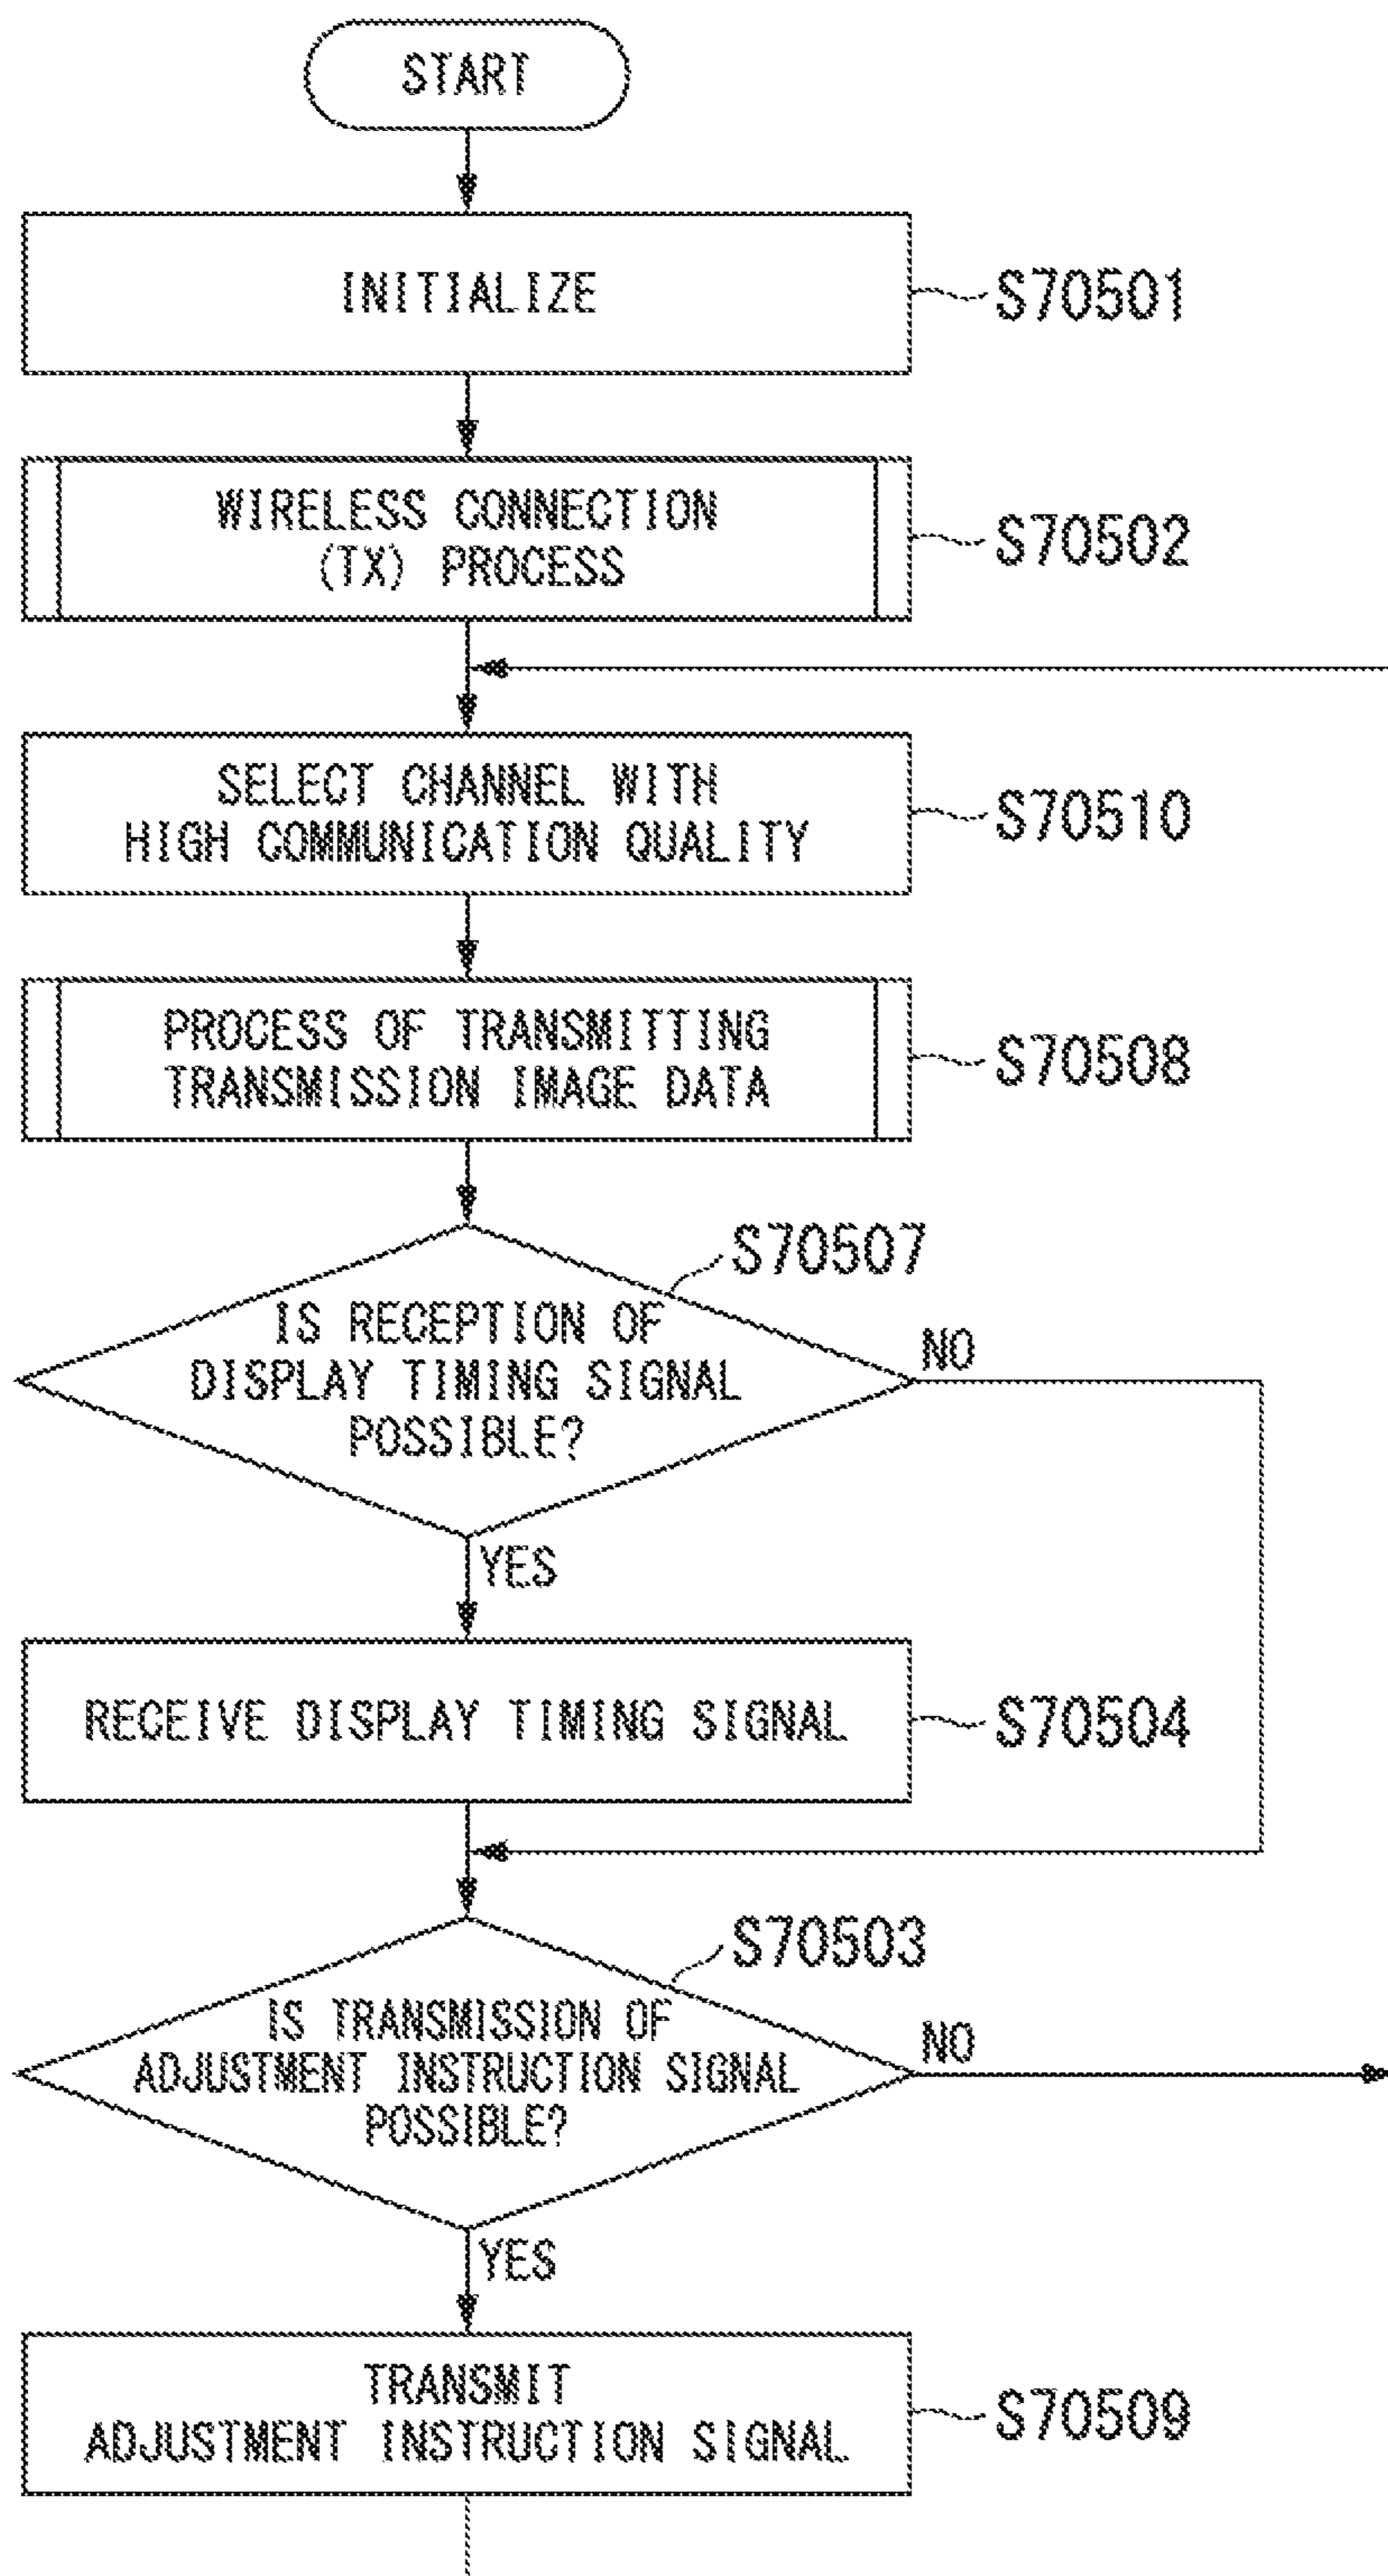 START
INITIALIZE
S70501
WIRELESS CONNECTION
(TX) PROCESS
S70502
SELECT CHANNEL WITH
HIGH COMMUNICATION QUALITY
S70510
PROCESS OF TRANSMITTING
TRANSMISSION IMAGE DATA
S70508
S70507
IS RECEPTION OF
DISPLAY TIMING SIGNAL
POSSIBLE?
NO
YES
RECEIVE DISPLAY TIMING SIGNAL
S70504
S70503
IS TRANSMISSION OF
ADJUSTMENT INSTRUCTION SIGNAL
POSSIBLE?
NO
YES
TRANSMIT
ADJUSTMENT INSTRUCTION SIGNAL
S70509